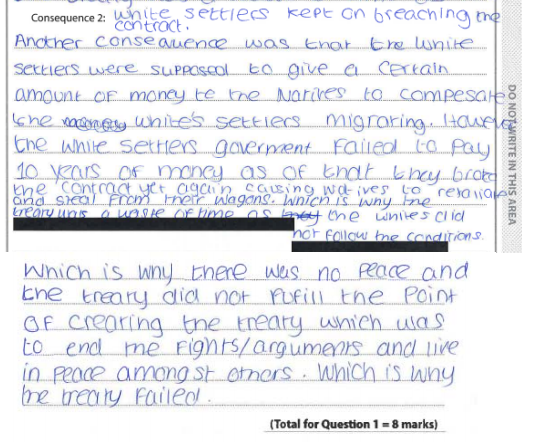 Consequence 2: white settlers kept on breaching the
contract.
Another consequence was that the white
settlers were supposed to give a certain
amount of money to the Natives to compesate
the white's settlers migrating. However
the white settlers goverment failed to pay
10 years of money as of that they broke
the contract yet again causing natives to retaliate
and steal from their wagons. Which is why the
treaty was a waste of time as the whites did
not follow the conditions.
DO NOT WRITE IN THIS AREA
Which is why there was no peace and
the treaty did not fufill the point
of creating the treaty which was
to end the fights/arguments and live
in peace amongst others. Which is why
the treaty failed.
(Total for Question 1 = 8 marks)